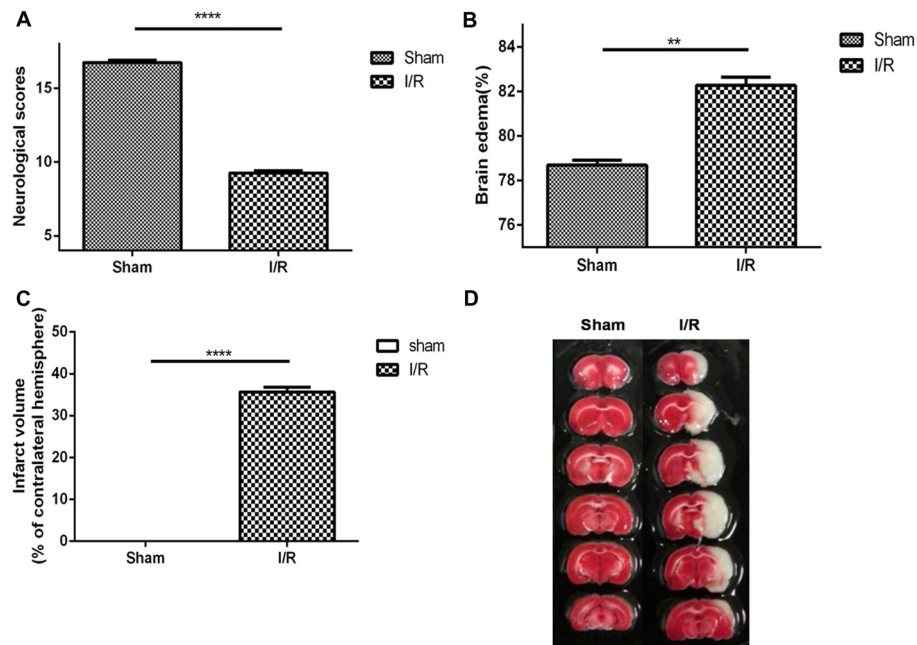 A
****
Neurological scores
15
10
5
Sham
I/R
Sham
I/R
B
**
Brain edema(%)
84
82
80
78
76
Sham
I/R
Sham
I/R
C
****
Infarct volume
(% of contralateral hemisphere)
50
40
30
20
10
0
Sham
I/R
sham
I/R
D
Sham
I/R